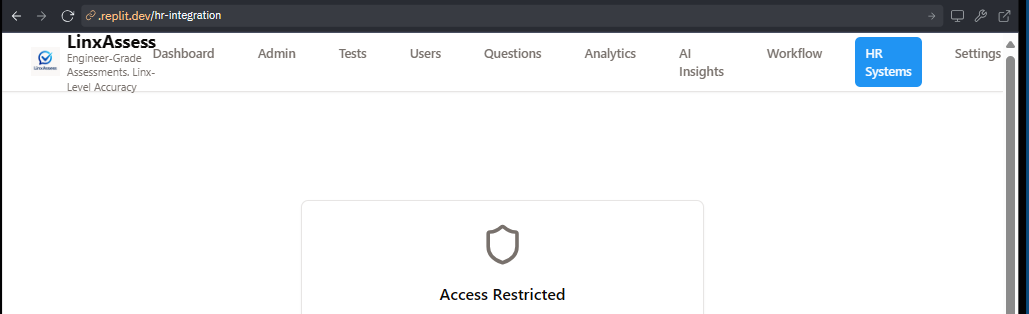 .replit.dev/hr-integration
LinxAssess
Engineer-Grade
Assessments. Linx-
Level Accuracy
LinxAssess
Dashboard
Admin
Tests
Users
Questions
Analytics
AI
Insights
Workflow
HR
Systems
Settings
Access Restricted